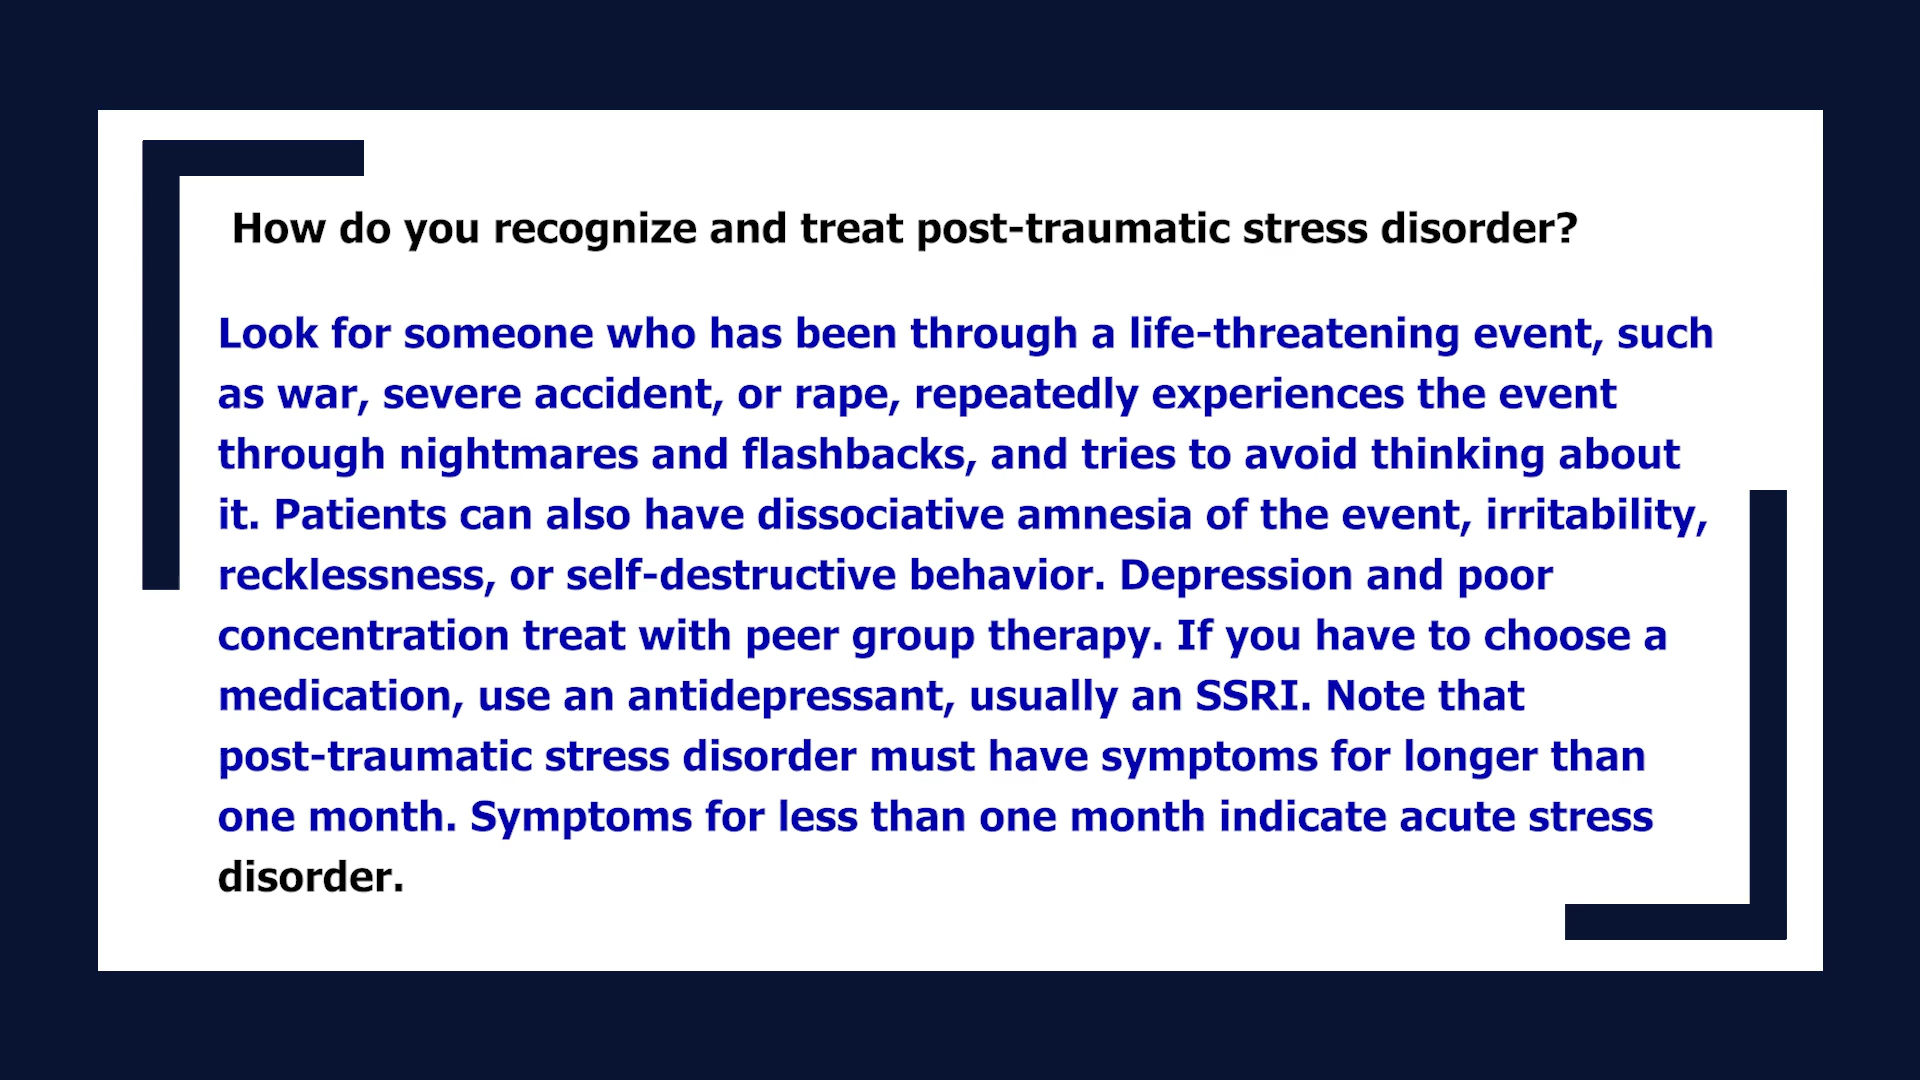 How do you recognize and treat post-traumatic stress disorder?
Look for someone who has been through a life-threatening event, such
as war, severe accident, or rape, repeatedly experiences the event
through nightmares and flashbacks, and tries to avoid thinking about
it. Patients can also have dissociative amnesia of the event, irritability,
recklessness, or self-destructive behavior. Depression and poor
concentration treat with peer group therapy. If you have to choose a
medication, use an antidepressant, usually an SSRI. Note that
post-traumatic stress disorder must have symptoms for longer than
one month. Symptoms for less than one month indicate acute stress
disorder.